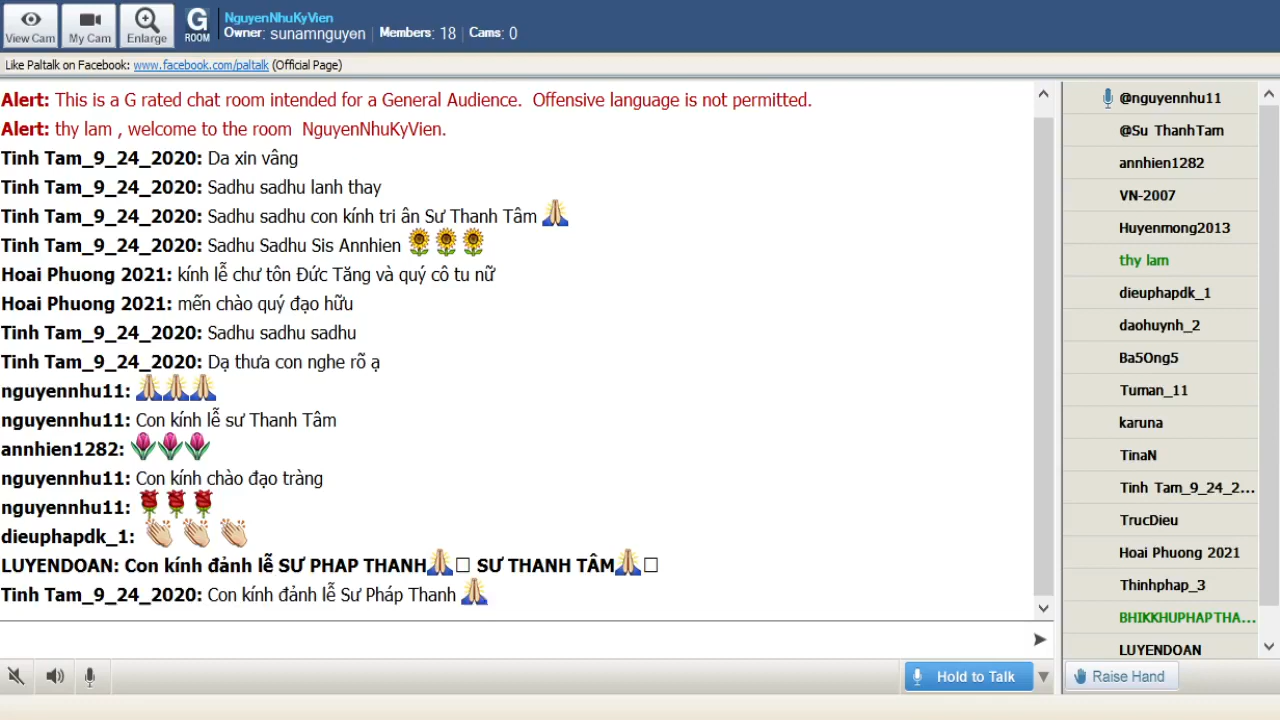 View Cam
My Cam
Enlarge
G
ROOM
NguyenNhuKyVien
Owner: sunamnguyen | Members: 18 | Cams: 0
Like Paltalk on Facebook: www.facebook.com/paltalk (Official Page)
Alert: This is a G rated chat room intended for a General Audience.  Offensive language is not permitted.
Alert: thy lam , welcome to the room  NguyenNhuKyVien.
Tinh Tam_9_24_2020: Da xin vâng
Tinh Tam_9_24_2020: Sadhu sadhu lanh thay
Tinh Tam_9_24_2020: Sadhu sadhu con kính tri ân Sư Thanh Tâm 🙏
Tinh Tam_9_24_2020: Sadhu Sadhu Sis Annhien 🌻🌻🌻
Hoai Phuong 2021: kính lễ chư tôn Đức Tăng và quý cô tu nữ
Hoai Phuong 2021: mến chào quý đạo hữu
Tinh Tam_9_24_2020: Sadhu sadhu sadhu
Tinh Tam_9_24_2020: Dạ thưa con nghe rõ ạ
nguyennhu11: 🙏🙏🙏
nguyennhu11: Con kính lễ sư Thanh Tâm
annhien1282: 🌷🌷🌷
nguyennhu11: Con kính chào đạo tràng
nguyennhu11: 🌹🌹🌹
dieuphapdk_1: 👏👏👏
LUYENDOAN: Con kính đảnh lễ SƯ PHAP THANH🙏□ SƯ THANH TÂM🙏□
Tinh Tam_9_24_2020: Con kính đảnh lễ Sư Pháp Thanh 🙏
@nguyennhu11
@Su ThanhTam
annhien1282
VN-2007
Huyenmong2013
thy lam
dieuphapdk_1
daohuynh_2
Ba5Ong5
Tuman_11
karuna
TinaN
Tinh Tam_9_24_2...
TrucDieu
Hoai Phuong 2021
Thinhphap_3
BHIKKHUPHAPTHA...
LUYENDOAN
Hold to Talk
Raise Hand